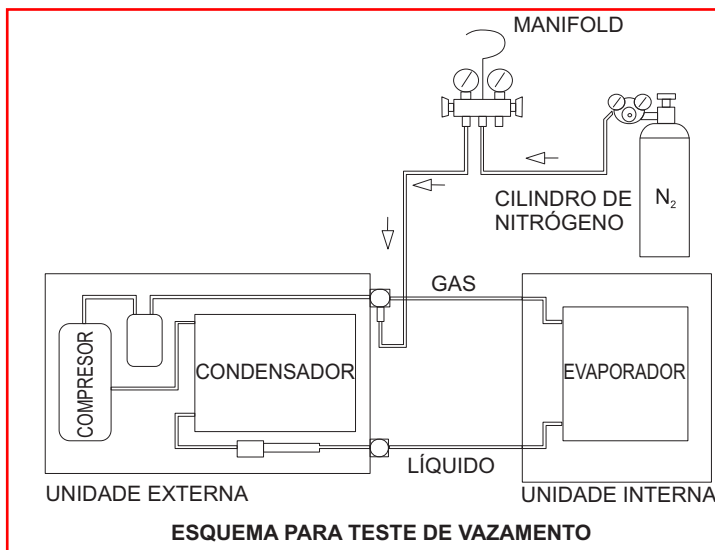 MANIFOLD
CILINDRO DE
NITRÓGENO
N₂
GAS
COMPRESOR
CONDENSADOR
EVAPORADOR
LÍQUIDO
UNIDADE EXTERNA
UNIDADE INTERNA
ESQUEMA PARA TESTE DE VAZAMENTO